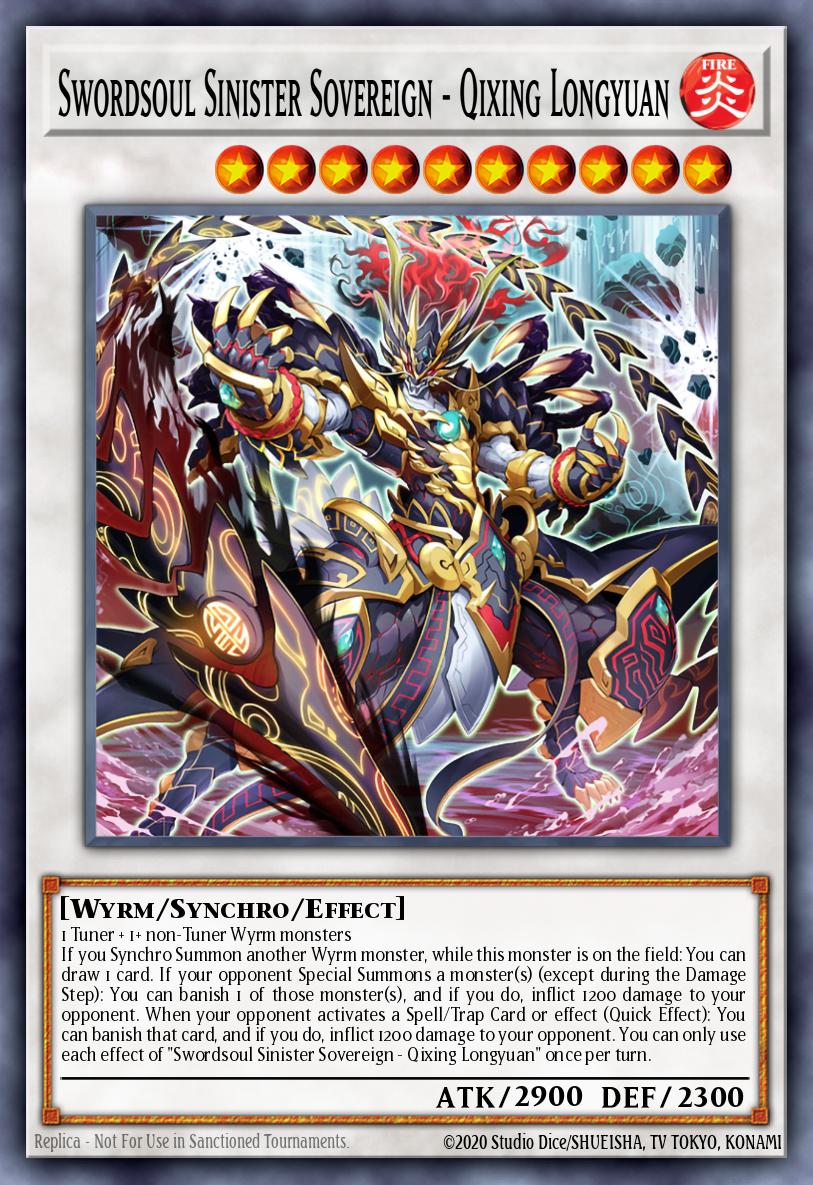 Swordsoul Sinister Sovereign - Qixing Longyuan
FIRE
炎
[Wyrm/Synchro/Effect]
1 Tuner + 1+ non-Tuner Wyrm monsters
If you Synchro Summon another Wyrm monster, while this monster is on the field: You can
draw 1 card. If your opponent Special Summons a monster(s) (except during the Damage
Step): You can banish 1 of those monster(s), and if you do, inflict 1200 damage to your
opponent. When your opponent activates a Spell/Trap Card or effect (Quick Effect): You
can banish that card, and if you do, inflict 1200 damage to your opponent. You can only use
each effect of "Swordsoul Sinister Sovereign - Qixing Longyuan" once per turn.
ATK/2900 DEF/2300
Replica - Not For Use in Sanctioned Tournaments.
©2020 Studio Dice/SHUEISHA, TV TOKYO, KONAMI